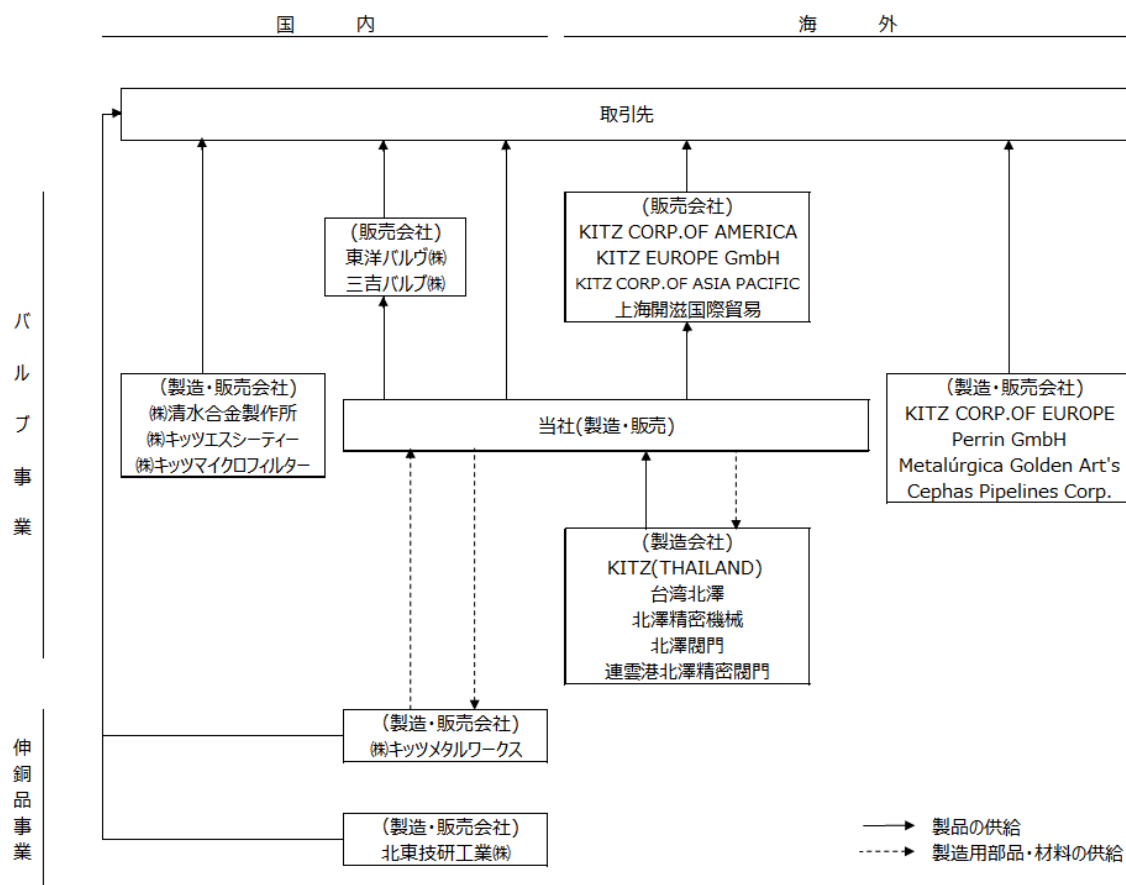 国 内
海 外
取引先
バルブ事業
(販売会社)
東洋バルヴ㈱
三吉バルブ㈱
(販売会社)
KITZ CORP.OF AMERICA
KITZ EUROPE GmbH
KITZ CORP.OF ASIA PACIFIC
上海開滋国際貿易
(製造・販売会社)
㈱清水合金製作所
㈱キッツエスシーティー
㈱キッツマイクロフィルター
当社(製造・販売)
(製造・販売会社)
KITZ CORP.OF EUROPE
Perrin GmbH
Metalúrgica Golden Art's
Cephas Pipelines Corp.
(製造会社)
KITZ(THAILAND)
台湾北澤
北澤精密機械
北澤閥門
連雲港北澤精密閥門
伸銅品事業
(製造・販売会社)
㈱キッツメタルワークス
(製造・販売会社)
北東技研工業㈱
製品の供給
製造用部品・材料の供給